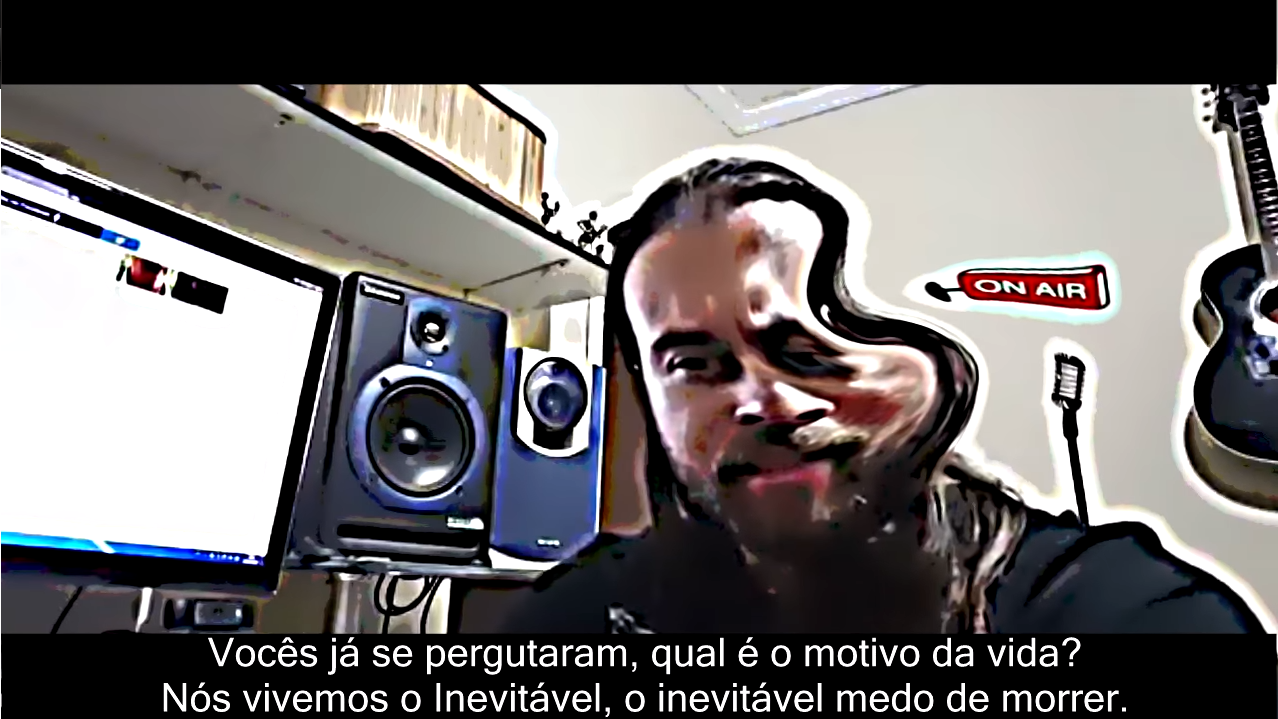 ON AIR
Vocês já se pergutaram, qual é o motivo da vida?
Nós vivemos o Inevitável, o inevitável medo de morrer.